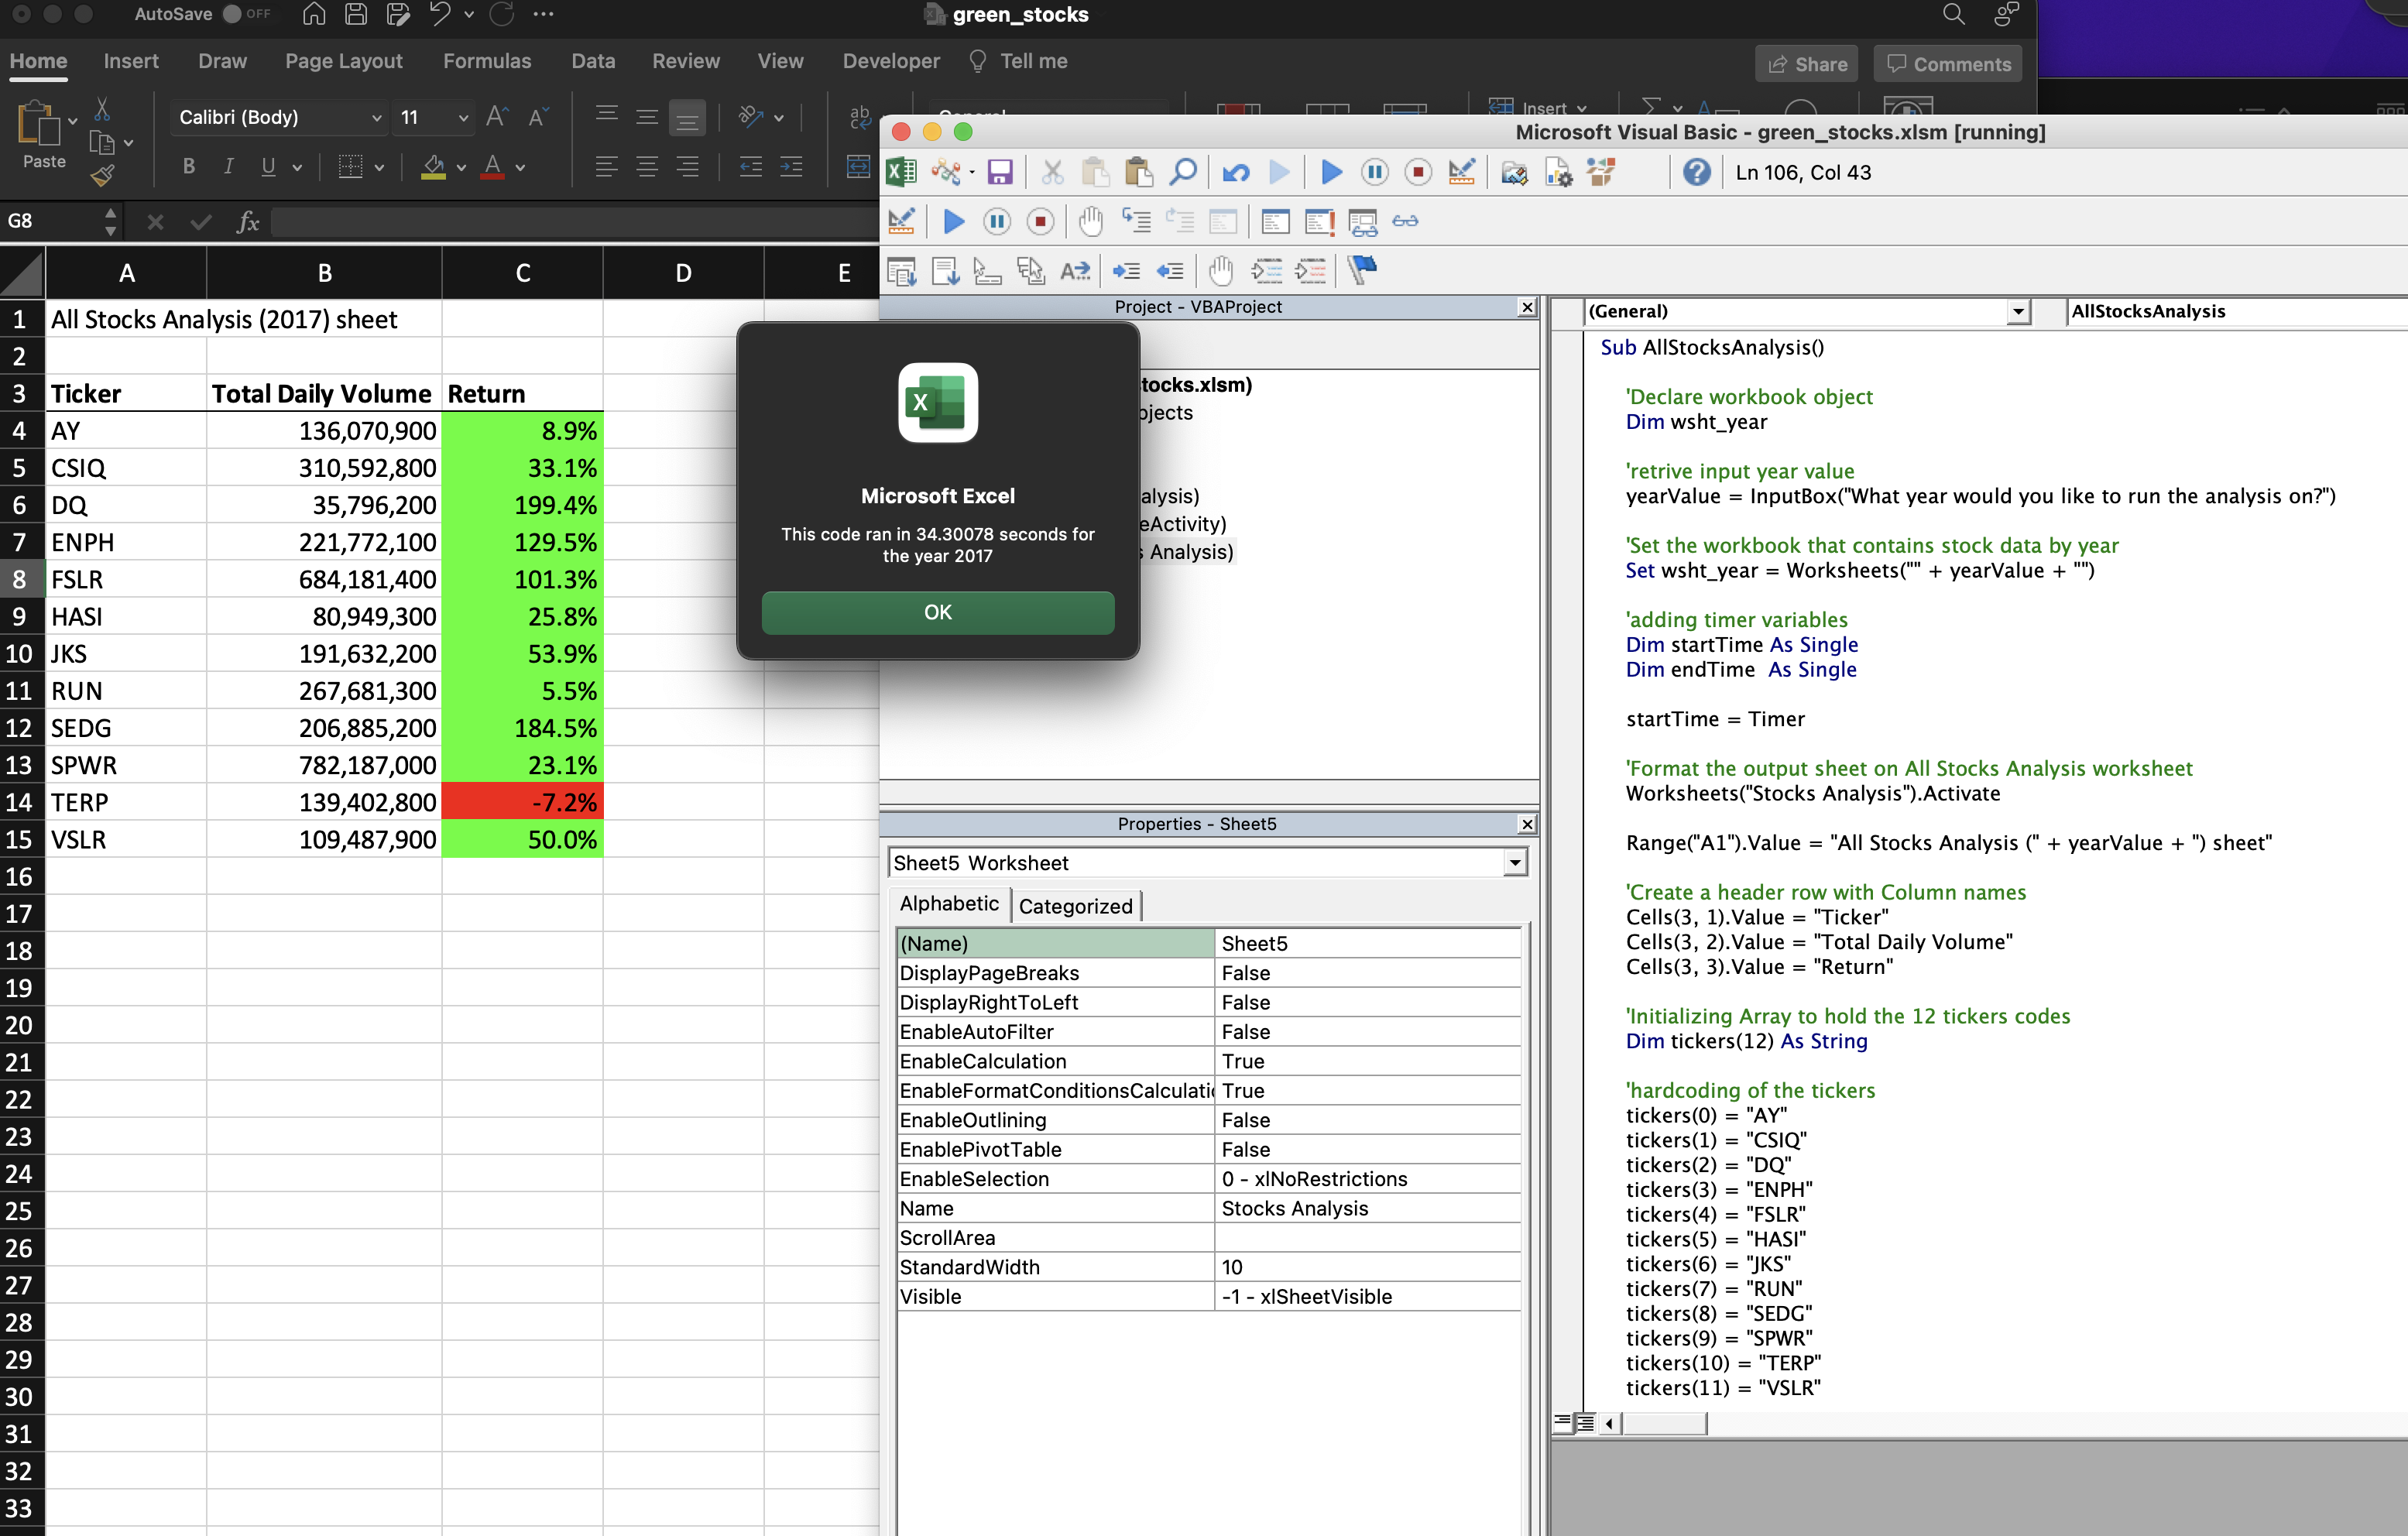 AutoSave OFF
green_stocks
Home Insert Draw Page Layout Formulas Data Review View Developer Tell me
Share Comments
Paste
Calibri (Body) 11
Insert
B I U
ab
G8
fx
A B C D E
1 All Stocks Analysis (2017) sheet
2
3 Ticker Total Daily Volume Return
4 AY 136,070,900 8.9%
5 CSIQ 310,592,800 33.1%
6 DQ 35,796,200 199.4%
7 ENPH 221,772,100 129.5%
8 FSLR 684,181,400 101.3%
9 HASI 80,949,300 25.8%
10 JKS 191,632,200 53.9%
11 RUN 267,681,300 5.5%
12 SEDG 206,885,200 184.5%
13 SPWR 782,187,000 23.1%
14 TERP 139,402,800 -7.2%
15 VSLR 109,487,900 50.0%
16
17
18
19
20
21
22
23
24
25
26
27
28
29
30
31
32
33
Microsoft Excel
This code ran in 34.30078 seconds for
the year 2017
OK
Microsoft Visual Basic - green_stocks.xlsm [running]
Ln 106, Col 43
Project - VBAProject
tocks.xlsm)
bjects
alysis)
eActivity)
s Analysis)
Properties - Sheet5
Sheet5 Worksheet
Alphabetic Categorized
(Name) Sheet5
DisplayPageBreaks False
DisplayRightToLeft False
EnableAutoFilter False
EnableCalculation True
EnableFormatConditionsCalculati True
EnableOutlining False
EnablePivotTable False
EnableSelection 0 - xlNoRestrictions
Name Stocks Analysis
ScrollArea
StandardWidth 10
Visible -1 - xlSheetVisible
(General) AllStocksAnalysis
Sub AllStocksAnalysis()
'Declare workbook object
Dim wsht_year
'retrive input year value
yearValue = InputBox("What year would you like to run the analysis on?")
'Set the workbook that contains stock data by year
Set wsht_year = Worksheets("" + yearValue + "")
'adding timer variables
Dim startTime As Single
Dim endTime  As Single
startTime = Timer
'Format the output sheet on All Stocks Analysis worksheet
Worksheets("Stocks Analysis").Activate
Range("A1").Value = "All Stocks Analysis (" + yearValue + ") sheet"
'Create a header row with Column names
Cells(3, 1).Value = "Ticker"
Cells(3, 2).Value = "Total Daily Volume"
Cells(3, 3).Value = "Return"
'Initializing Array to hold the 12 tickers codes
Dim tickers(12) As String
'hardcoding of the tickers
tickers(0) = "AY"
tickers(1) = "CSIQ"
tickers(2) = "DQ"
tickers(3) = "ENPH"
tickers(4) = "FSLR"
tickers(5) = "HASI"
tickers(6) = "JKS"
tickers(7) = "RUN"
tickers(8) = "SEDG"
tickers(9) = "SPWR"
tickers(10) = "TERP"
tickers(11) = "VSLR"